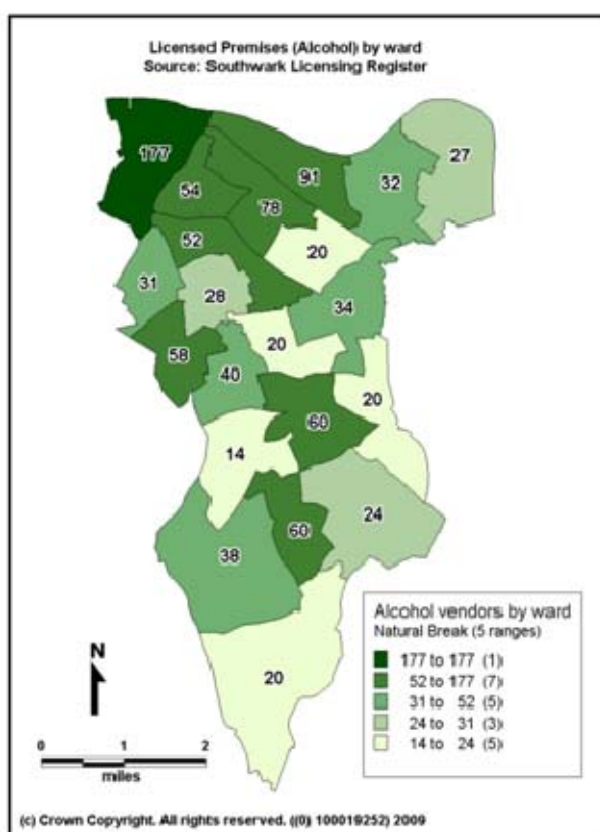 Licensed Premises (Alcohol) by ward
Source: Southwark Licensing Register
177
54
91
32
27
78
52
20
31
28
34
58
20
40
20
60
14
24
60
38
20
N
0 1 2
miles
Alcohol vendors by ward
Natural Break (5 ranges)
177 to 177 (1)
52 to 177 (7)
31 to 52 (5)
24 to 31 (3)
14 to 24 (5)
(c) Crown Copyright. All rights reserved. ((0) 100019252) 2009